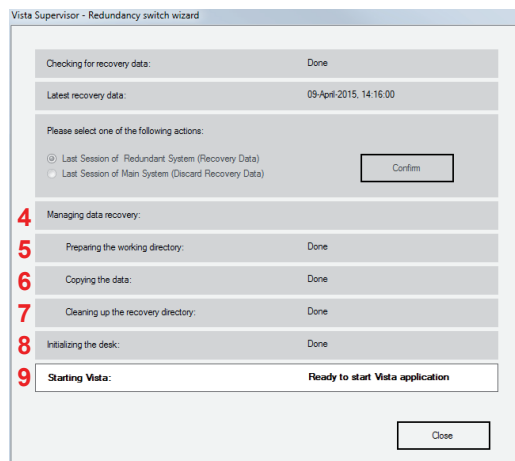 Vista Supervisor - Redundancy switch wizard
Checking for recovery data: Done
Latest recovery data: 09-April-2015, 14:16:00
Please select one of the following actions:
Last Session of Redundant System (Recovery Data)
Confirm
Last Session of Main System (Discard Recovery Data)
4 Managing data recovery:
5 Preparing the working directory: Done
6 Copying the data: Done
7 Cleaning up the recovery directory: Done
8 Initializing the desk: Done
9 Starting Vista: Ready to start Vista application
Close